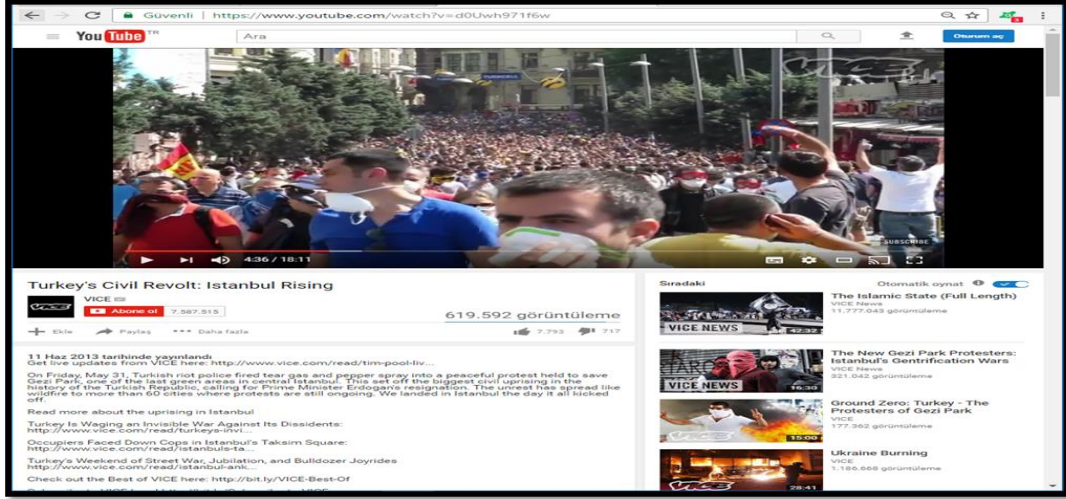 Güvenli | https://www.youtube.com/watch?v=d0Uwh971f6w
3
You Tube TR
Ara
Oturum aç
VICE
TURKCELL
SUBSCRIBE
4:36 / 18:11
Turkey's Civil Revolt: Istanbul Rising
VICE
VICE
Abone ol 7.587.515
619.592 görüntüleme
Ekle Paylaş ••• Daha fazla
7.793 717
11 Haz 2013 tarihinde yayınlandı
Get live updates from VICE here: http://www.vice.com/read/tim-pool-liv...
On Friday, May 31, Turkish riot police fired tear gas and pepper spray into a peaceful protest held to save
Gezi Park, one of the last green areas in central Istanbul. This set off the biggest civil uprising in the
history of the Turkish Republic, calling for Prime Minister Erdogan's resignation. The unrest has spread like
wildfire to more than 60 cities where protests are still ongoing. We landed in Istanbul the day it all kicked
off.
Read more about the uprising in Istanbul
Turkey Is Waging an Invisible War Against Its Dissidents:
http://www.vice.com/read/turkeys-invi...
Occupiers Faced Down Cops in Istanbul's Taksim Square:
http://www.vice.com/read/istanbuls-ta...
Turkey's Weekend of Street War, Jubilation, and Bulldozer Joyrides
http://www.vice.com/read/istanbul-ank...
Check out the Best of VICE here: http://bit.ly/VICE-Best-Of
Sıradaki
Otomatik oynat
The Islamic State (Full Length)
VICE News
11.777.043 görüntüleme
VICE NEWS
42:32
The New Gezi Park Protesters:
Istanbul's Gentrification Wars
VICE News
321.042 görüntüleme
VICE NEWS
16:30
Ground Zero: Turkey - The
Protesters of Gezi Park
VICE
177.362 görüntüleme
VICE
15:00
Ukraine Burning
VICE
1.186.668 görüntüleme
VICE
28:41